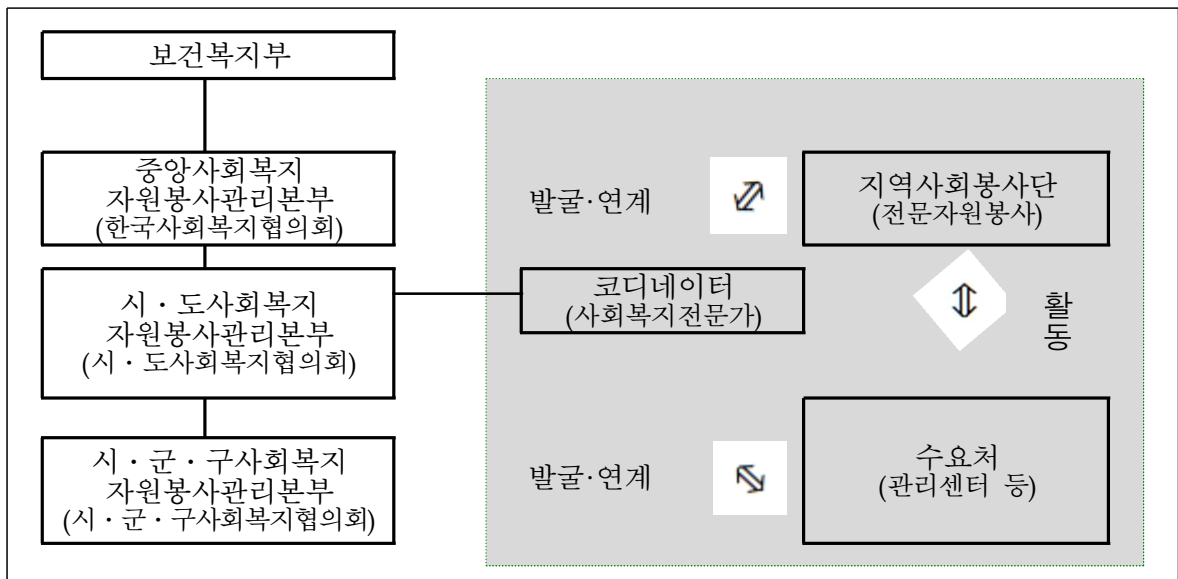 보건복지부
중앙사회복지
자원봉사관리본부
(한국사회복지협의회)
시·도사회복지
자원봉사관리본부
(시·도사회복지협의회)
시·군·구사회복지
자원봉사관리본부
(시·군·구사회복지협의회)
발굴·연계
지역사회봉사단
(전문자원봉사)
코디네이터
(사회복지전문가)
활
동
발굴·연계
수요처
(관리센터 등)